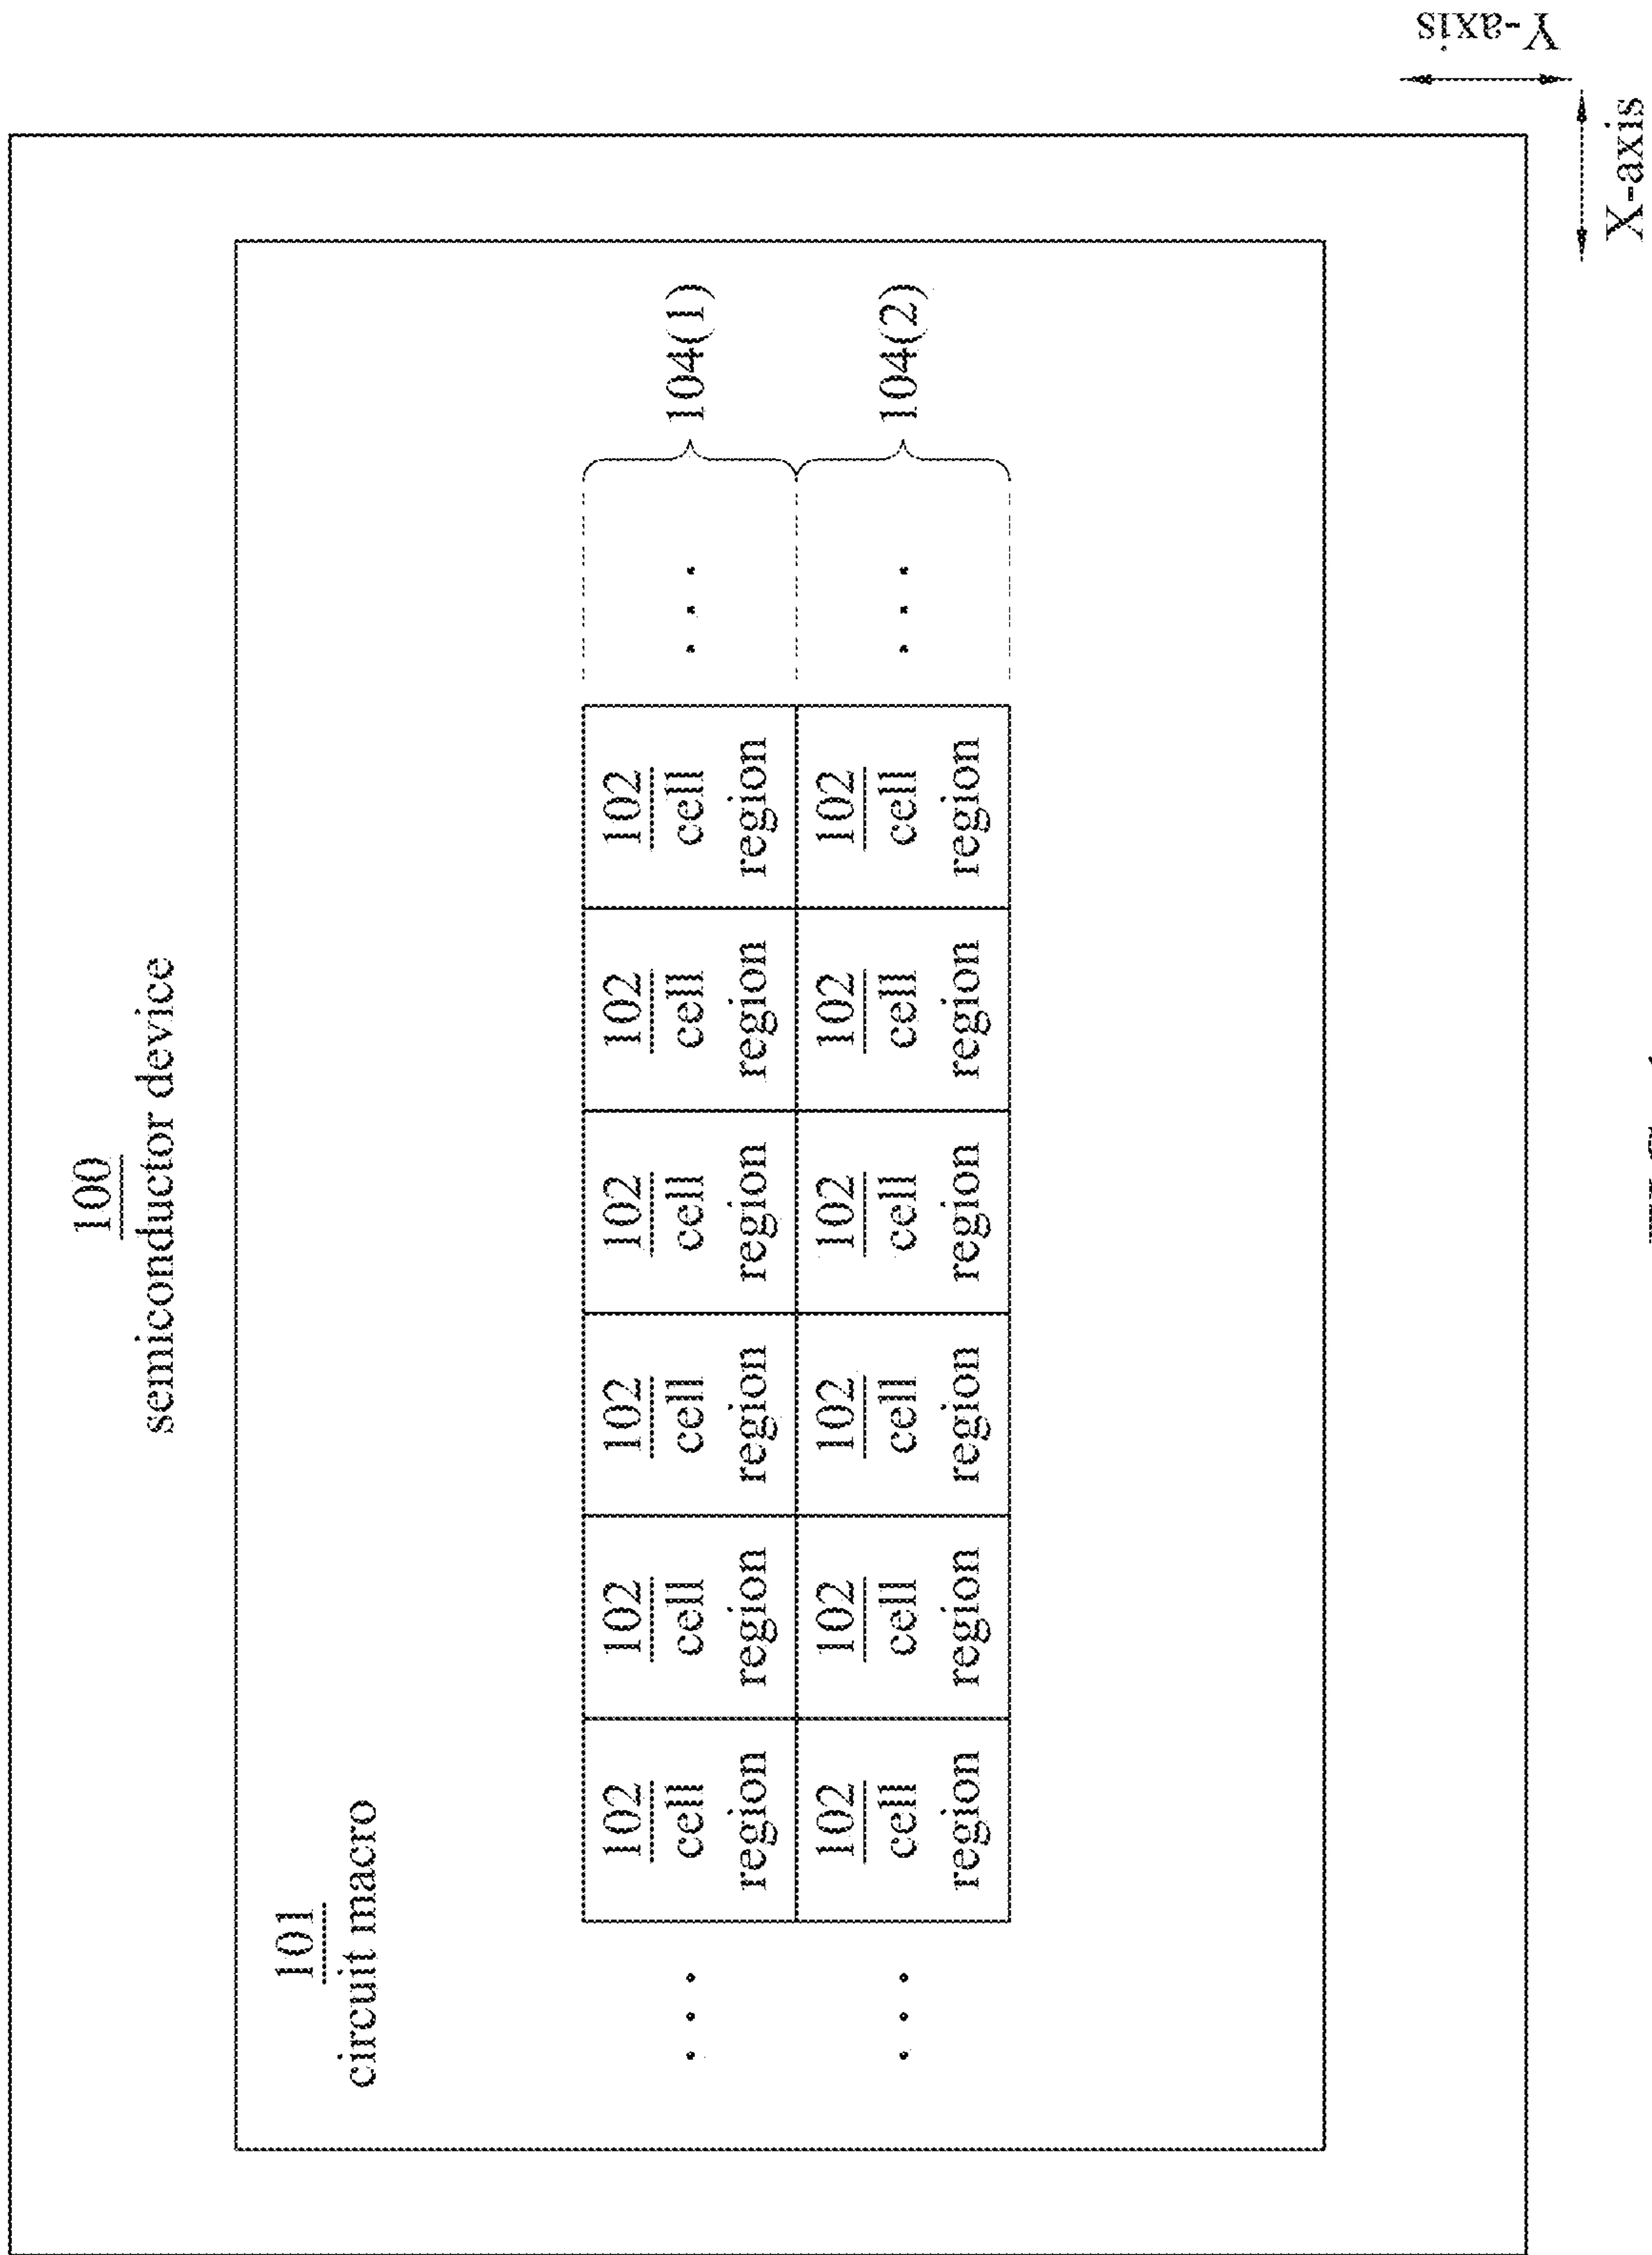 100
semiconductor device
101
circuit macro
102 102 102 102 102 102
cell cell cell cell cell cell 104(1)
region region region region region region
102 102 102 102 102 102
cell cell cell cell cell cell 104(2)
region region region region region region
Y-axis
X-axis